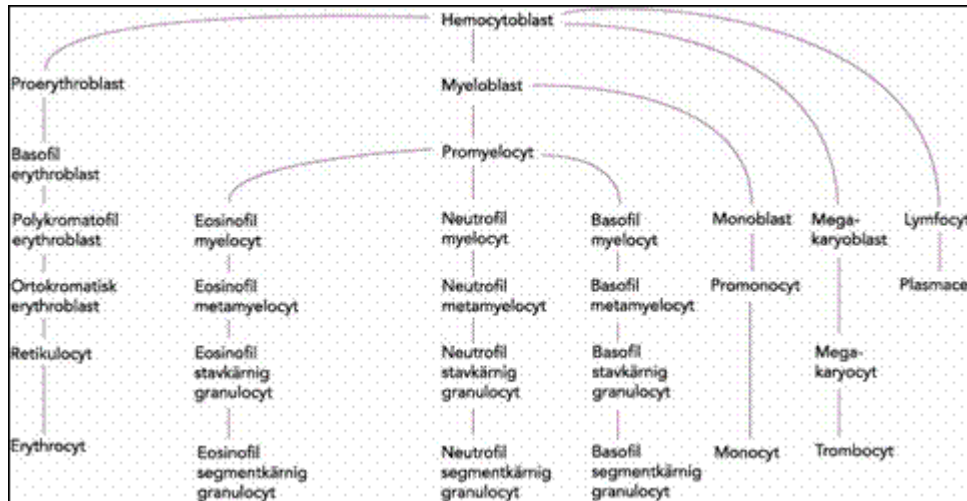 Hemocytoblast
Proerythroblast
Myeloblast
Basofil
erythroblast
Promyelocyt
Polykromatofil
erythroblast
Eosinofil
myelocyt
Neutrofil
myelocyt
Basofil
myelocyt
Monoblast
Mega-
karyoblast
Lymfocyt
Ortokromatisk
erythroblast
Eosinofil
metamyelocyt
Neutrofil
metamyelocyt
Basofil
metamyelocyt
Promonocyt
Plasmace
Retikulocyt
Eosinofil
stavkärnig
granulocyt
Neutrofil
stavkärnig
granulocyt
Basofil
stavkärnig
granulocyt
Mega-
karyocyt
Erythrocyt
Eosinofil
segmentkärnig
granulocyt
Neutrofil
segmentkärnig
granulocyt
Basofil
segmentkärnig
granulocyt
Monocyt
Trombocyt